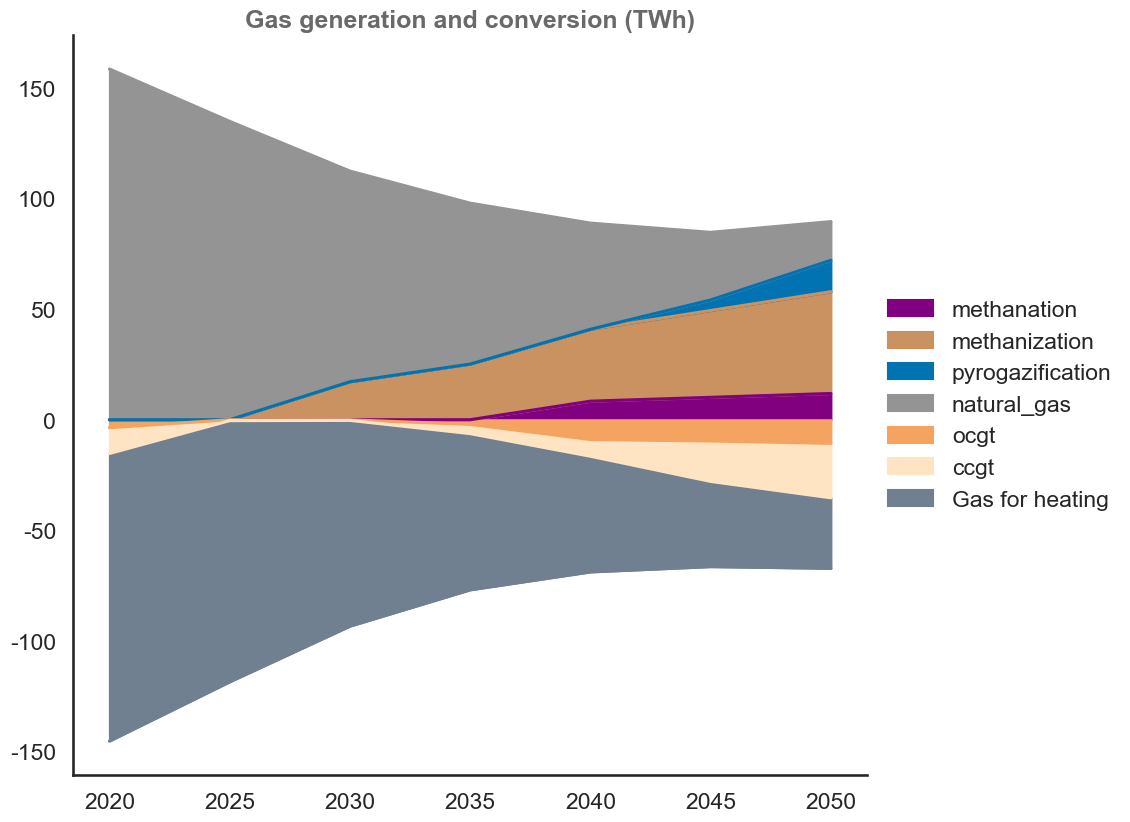 Gas generation and conversion (TWh)
150
100
50
0
-50
-100
-150
2020 2025 2030 2035 2040 2045 2050
methanation
methanization
pyrogazification
natural_gas
ocgt
ccgt
Gas for heating